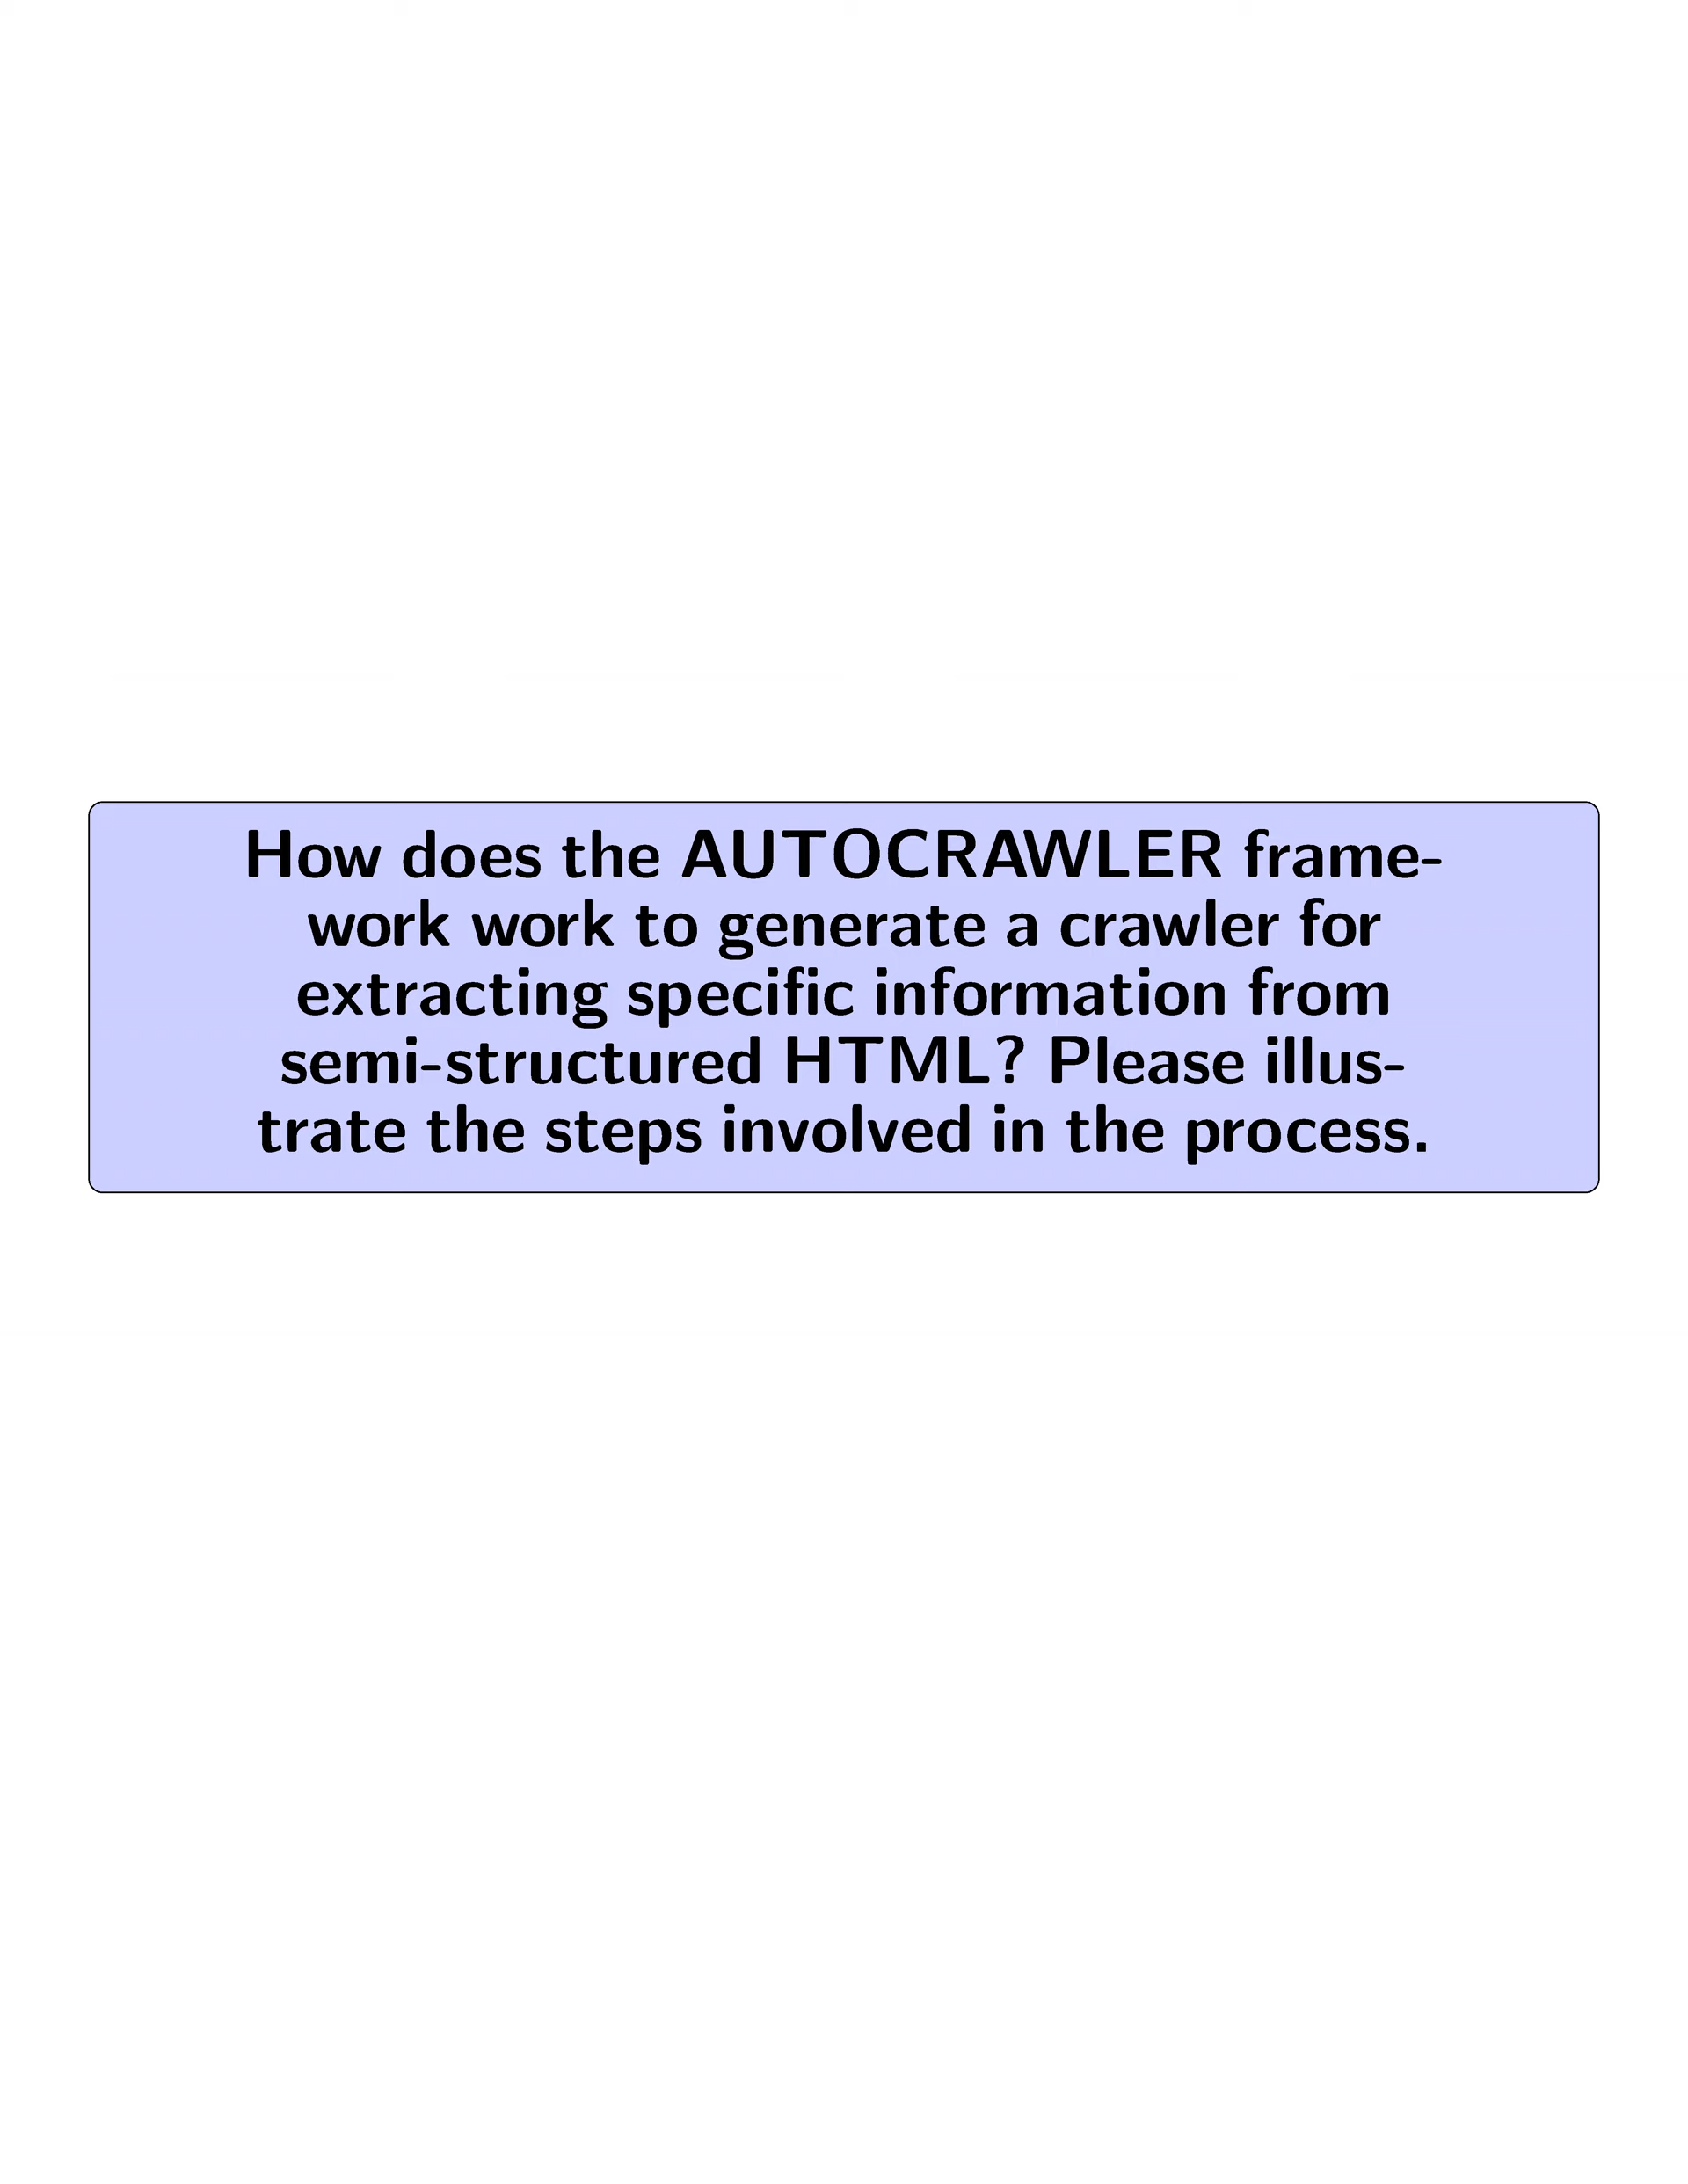 How does the AUTOCRAWLER frame-
work work to generate a crawler for
extracting specific information from
semi-structured HTML? Please illus-
trate the steps involved in the process.